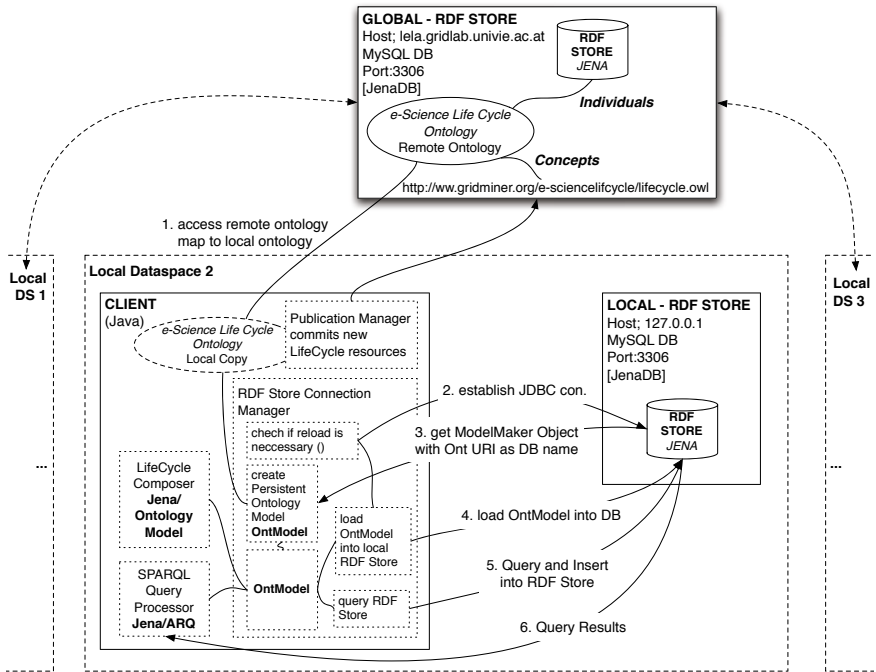 GLOBAL - RDF STORE
Host; lela.gridlab.univie.ac.at
MySQL DB
Port:3306
[JenaDB]
RDF
STORE
JENA
Individuals
e-Science Life Cycle
Ontology
Remote Ontology
Concepts
http://ww.gridminer.org/e-sciencelifcycle/lifecycle.owl
1. access remote ontology
map to local ontology
Local
DS 1
...
Local Dataspace 2
CLIENT
(Java)
e-Science Life Cycle
Ontology
Local Copy
Publication Manager
commits new
LifeCycle resources
RDF Store Connection
Manager
chech if reload is
neccessary ()
create
Persistent
Ontology
Model
OntModel
load
OntModel
into local
RDF Store
OntModel
query RDF
Store
LifeCycle
Composer
Jena/
Ontology
Model
SPARQL
Query
Processor
Jena/ARQ
2. establish JDBC con.
3. get ModelMaker Object
with Ont URI as DB name
4. load OntModel into DB
5. Query and Insert
into RDF Store
6. Query Results
LOCAL - RDF STORE
Host; 127.0.0.1
MySQL DB
Port:3306
[JenaDB]
RDF
STORE
JENA
Local
DS 3
...